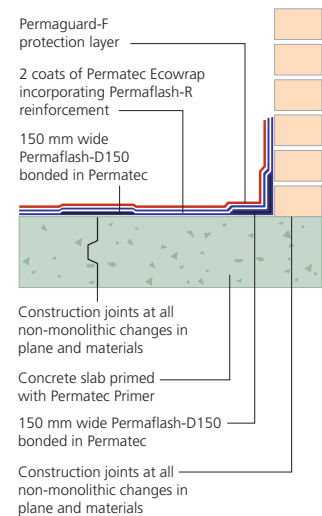 Permaguard-F
protection layer
2 coats of Permatec Ecowrap
incorporating Permaflash-R
reinforcement
150 mm wide
Permaflash-D150
bonded in Permatec
Construction joints at all
non-monolithic changes in
plane and materials
Concrete slab primed
with Permatec Primer
150 mm wide Permaflash-D150
bonded in Permatec
Construction joints at all
non-monolithic changes in
plane and materials